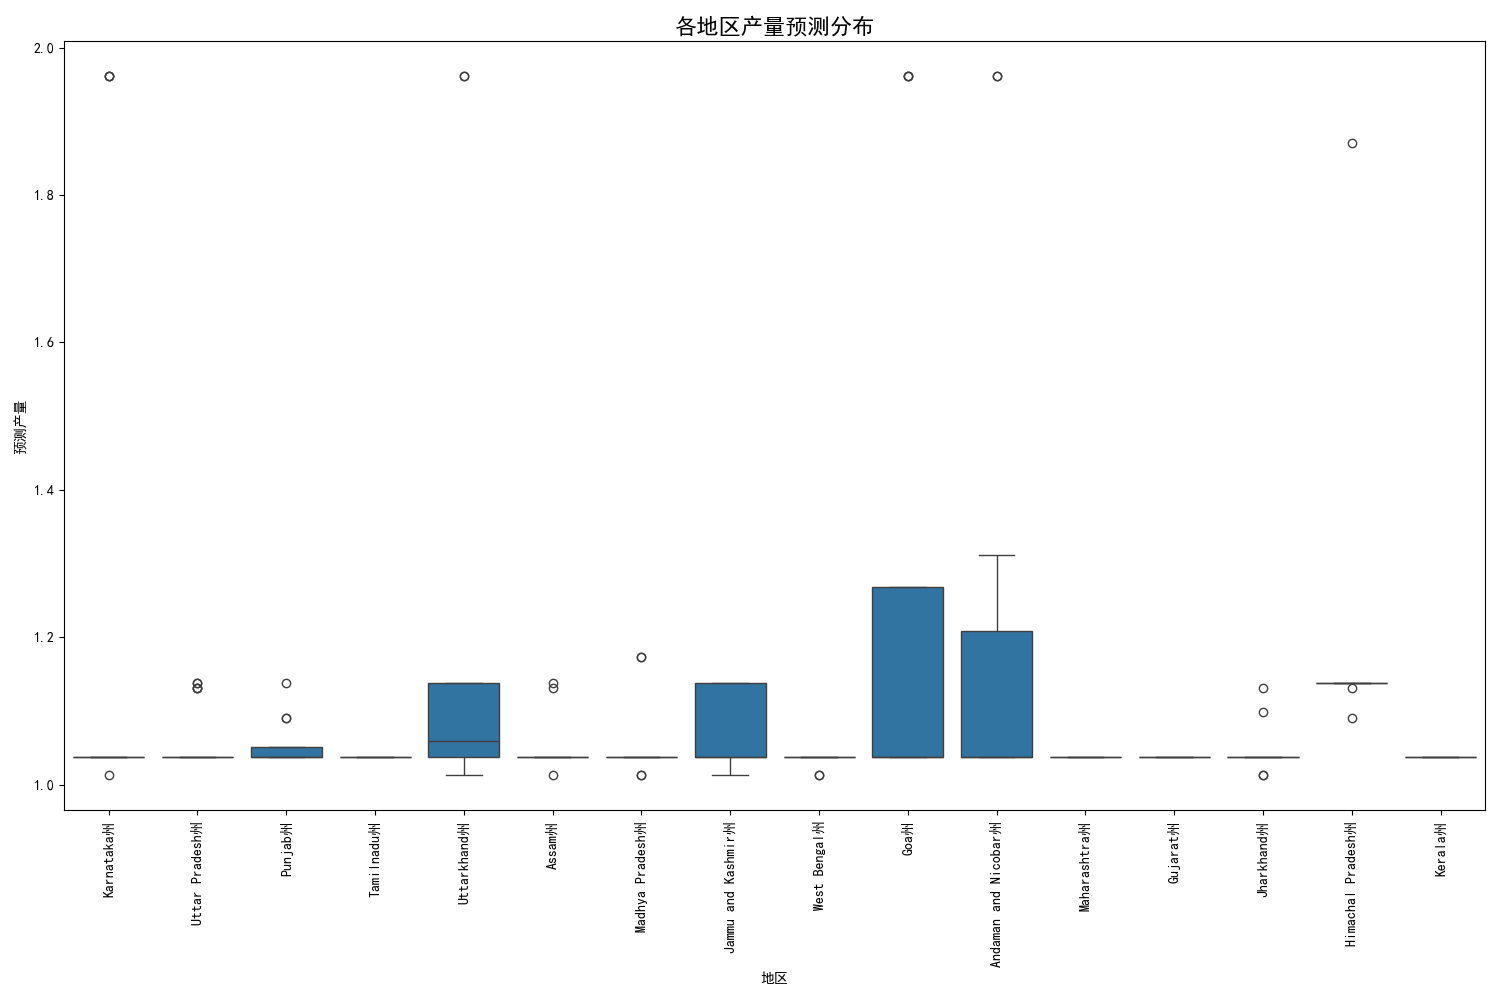 各地区产量预测分布
预测产量
2.0
1.8
1.6
1.4
1.2
1.0
Karnataka州
Uttar Pradesh州
Punjab州
Tamilnadu州
Uttarkhand州
Assam州
Madhya Pradesh州
Jammu and Kashmir州
West Bengal州
Goa州
Andaman and Nicobar州
Maharashtra州
Gujarat州
Jharkhand州
Himachal Pradesh州
Kerala州
地区